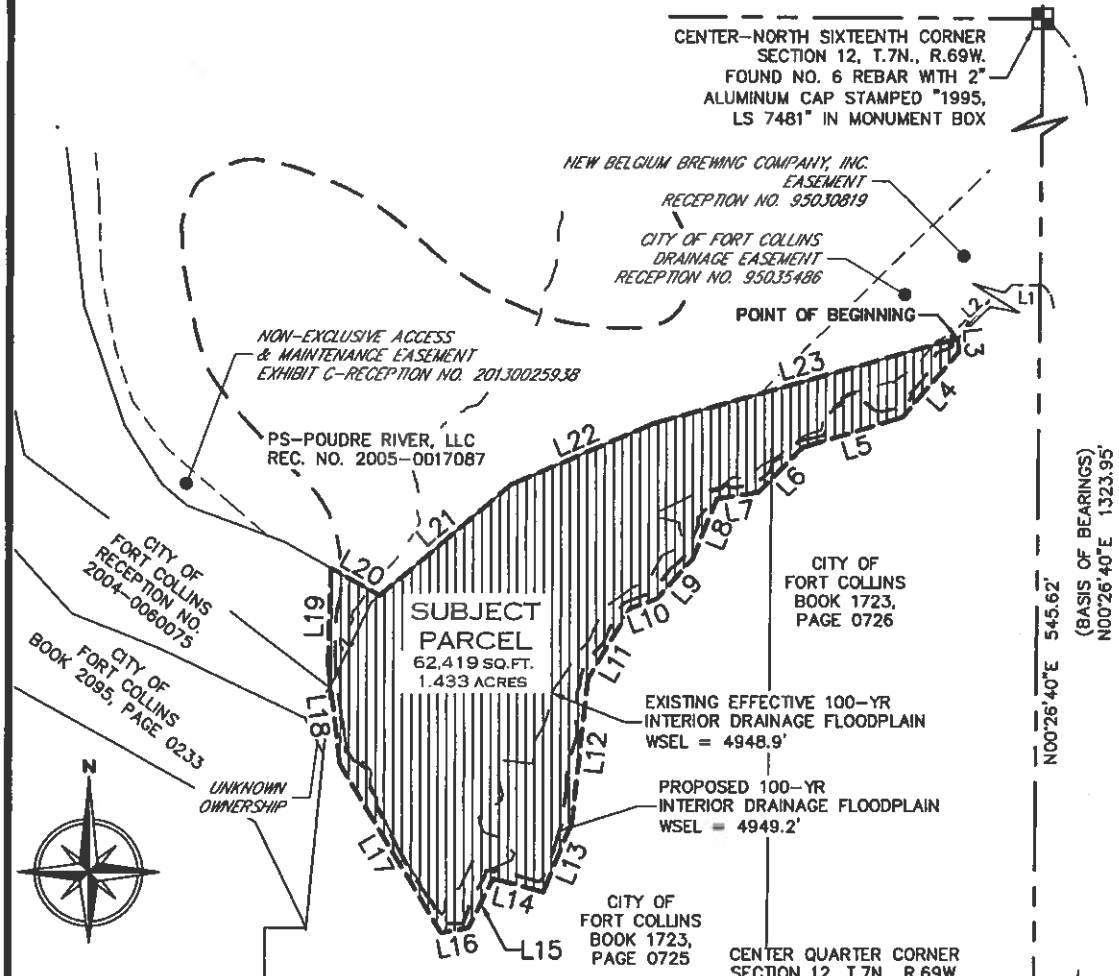 CENTER-NORTH SIXTEENTH CORNER
SECTION 12, T.7N., R.69W.
FOUND NO. 6 REBAR WITH 2"
ALUMINUM CAP STAMPED "1995,
LS 7481" IN MONUMENT BOX
NEW BELGIUM BREWING COMPANY, INC.
EASEMENT
RECEPTION NO. 95030819
CITY OF FORT COLLINS
DRAINAGE EASEMENT
RECEPTION NO. 95035486
POINT OF BEGINNING
L1
L2
L3
L4
L5
L6
L7
L8
L9
L10
L11
L12
L13
L14
L15
L16
L17
L18
L19
L20
L21
L22
L23
NON-EXCLUSIVE ACCESS
& MAINTENANCE EASEMENT
EXHIBIT C-RECEPTION NO. 20130025938
PS-POUDRE RIVER, LLC
REC. NO. 2005-0017087
CITY OF
FORT COLLINS
RECEPTION NO.
2004-0060075
CITY OF
FORT COLLINS
BOOK 2095, PAGE 0233
UNKNOWN
OWNERSHIP
SUBJECT
PARCEL
62,419 SQ.FT.
1.433 ACRES
CITY OF
FORT COLLINS
BOOK 1723,
PAGE 0726
EXISTING EFFECTIVE 100-YR
INTERIOR DRAINAGE FLOODPLAIN
WSEL = 4948.9'
PROPOSED 100-YR
INTERIOR DRAINAGE FLOODPLAIN
WSEL = 4949.2'
CITY OF
FORT COLLINS
BOOK 1723,
PAGE 0725
N00°26'40"E 545.62'
(BASIS OF BEARINGS)
N00°26'40"E 1323.95'
N
CENTER QUARTER CORNER
SECTION 12, T.7N., R.69W.